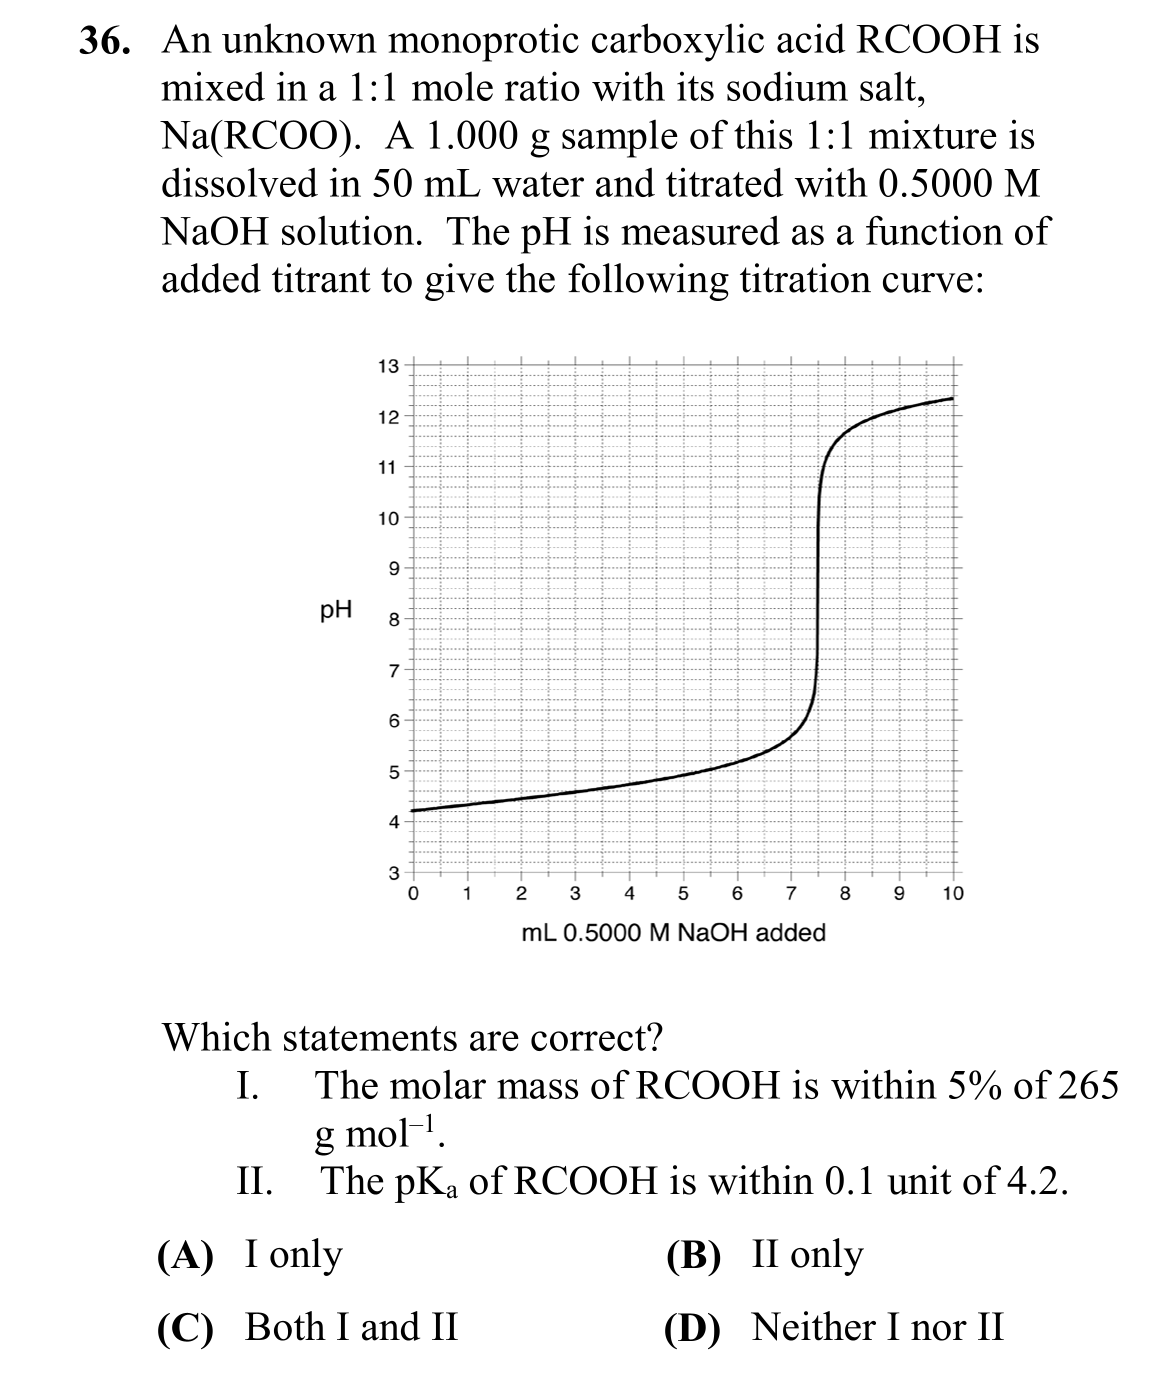 36. An unknown monoprotic carboxylic acid RCOOH is
mixed in a 1:1 mole ratio with its sodium salt,
Na(RCOO). A 1.000 g sample of this 1:1 mixture is
dissolved in 50 mL water and titrated with 0.5000 M
NaOH solution. The pH is measured as a function of
added titrant to give the following titration curve:
13
12
11
10
9
pH
8
7
6
5
4
3
0 1 2 3 4 5 6 7 8 9 10
mL 0.5000 M NaOH added
Which statements are correct?
I. The molar mass of RCOOH is within 5% of 265
g mol⁻¹.
II. The pKₐ of RCOOH is within 0.1 unit of 4.2.
(A) I only (B) II only
(C) Both I and II (D) Neither I nor II